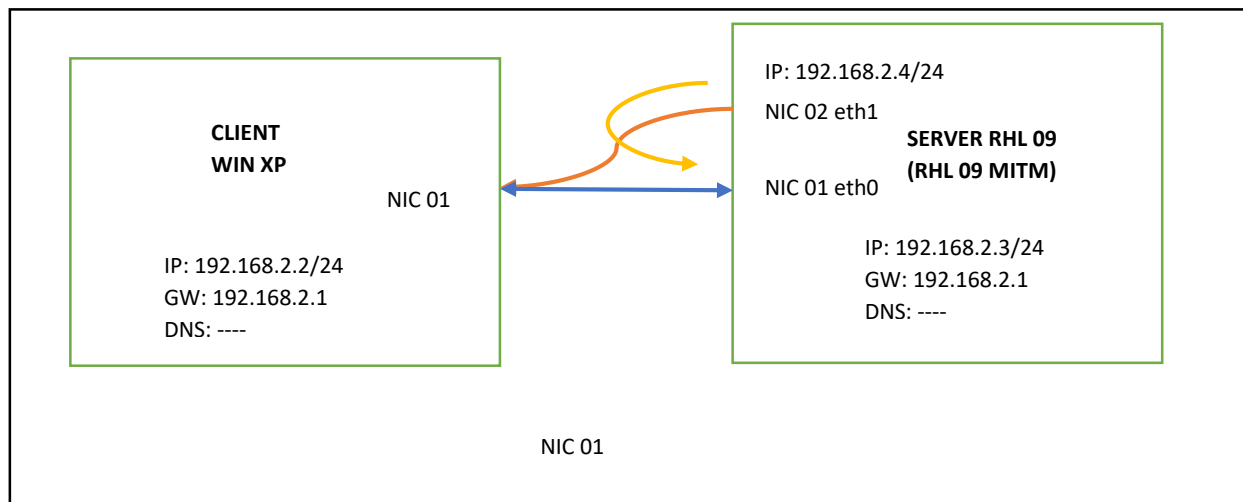 CLIENT
WIN XP
NIC 01
IP: 192.168.2.2/24
GW: 192.168.2.1
DNS: ----
IP: 192.168.2.4/24
NIC 02 eth1
SERVER RHL 09
(RHL 09 MITM)
NIC 01 eth0
IP: 192.168.2.3/24
GW: 192.168.2.1
DNS: ----
NIC 01